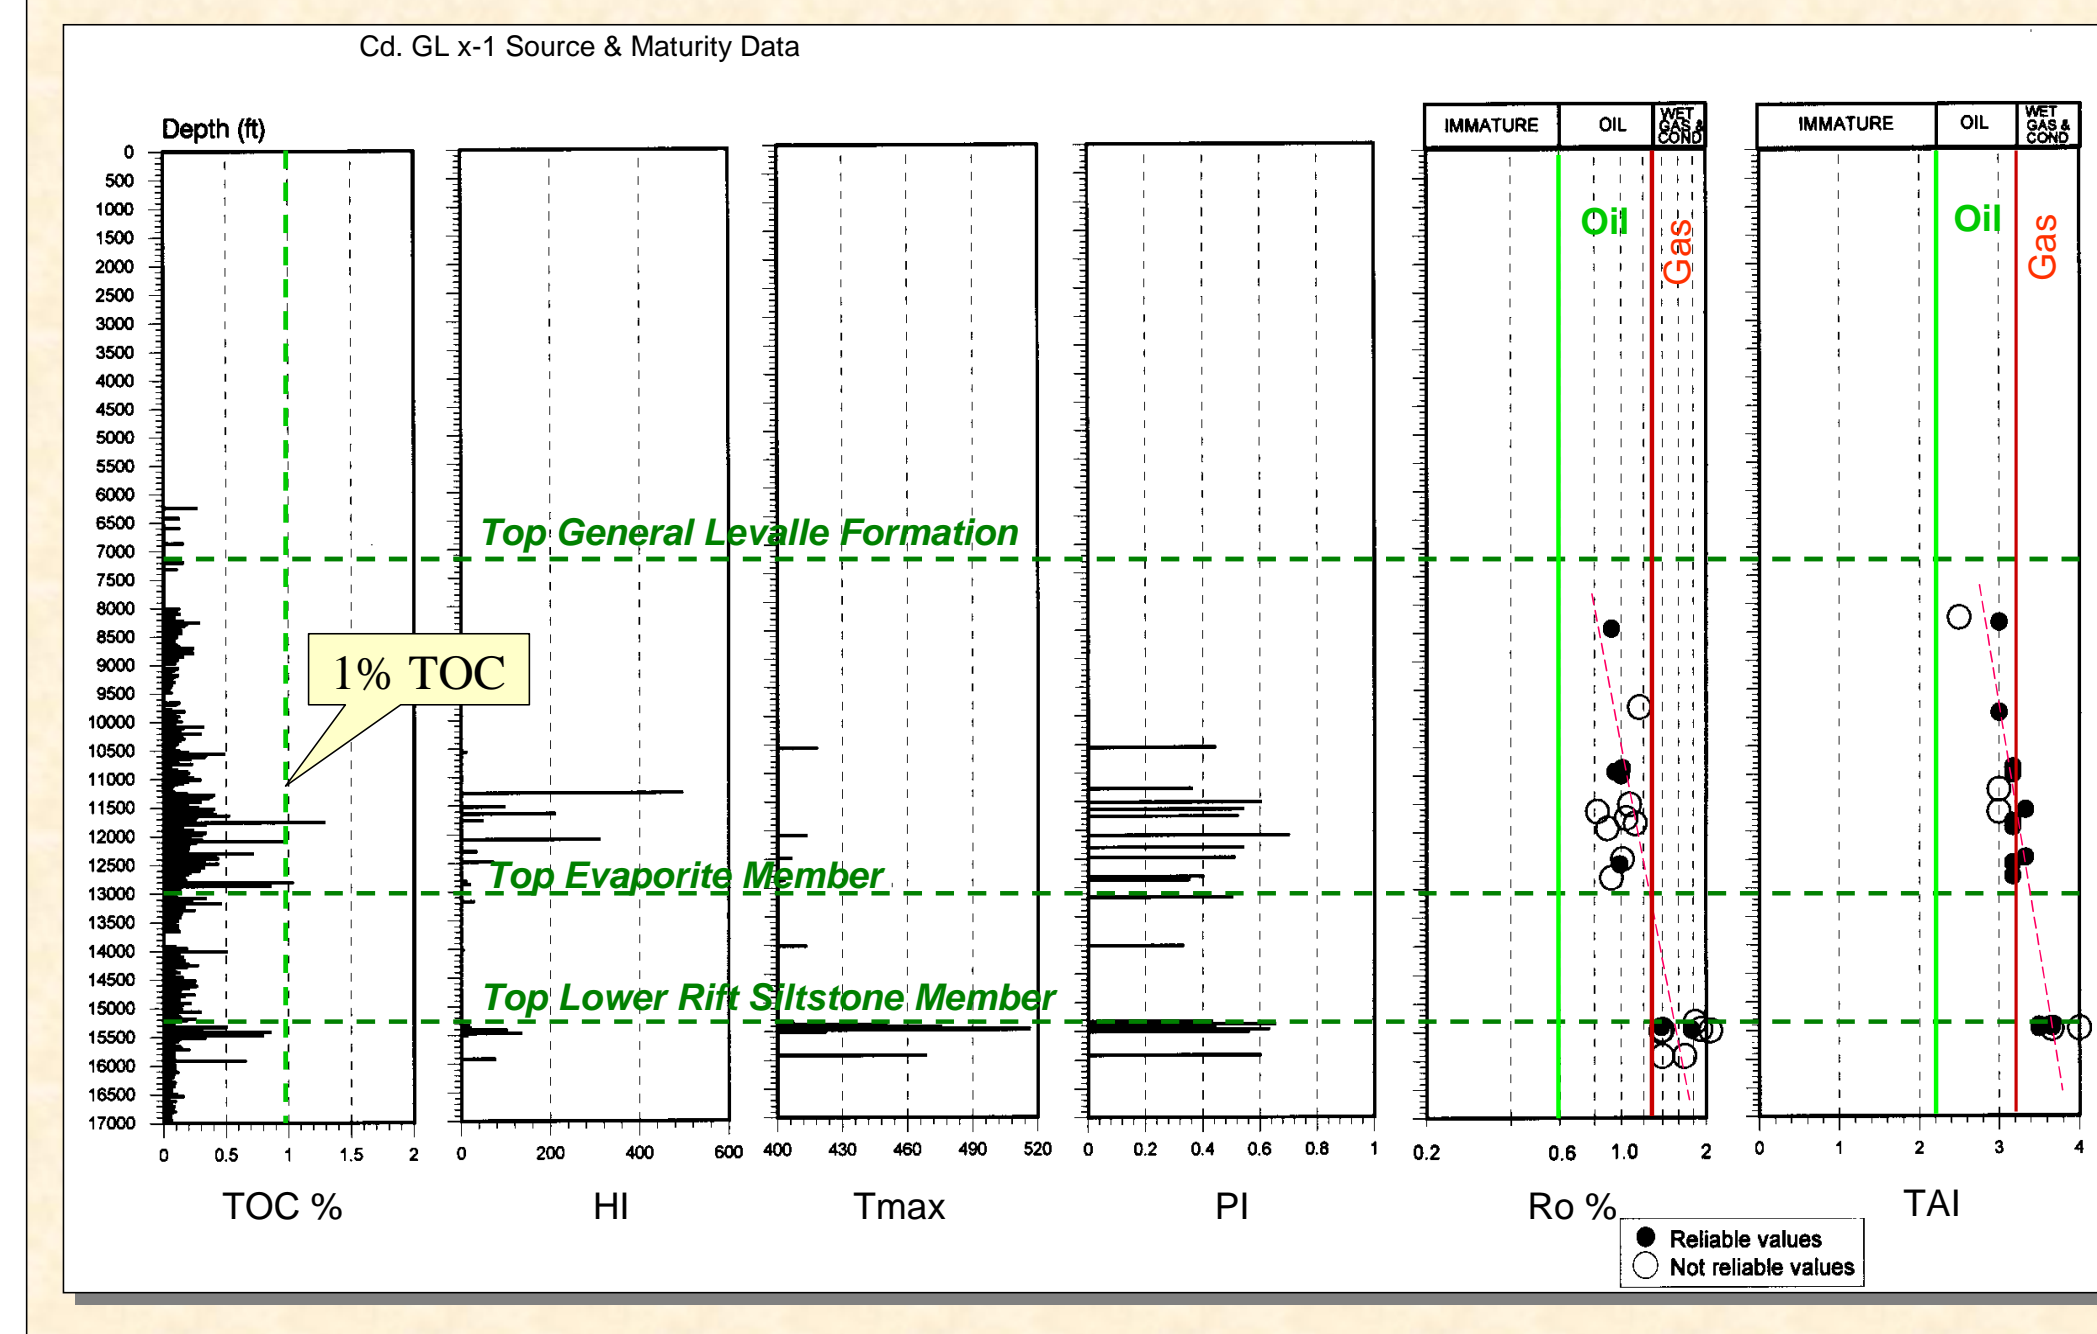 Cd. GL x-1 Source & Maturity Data
Depth (ft)
IMMATURE OIL WET GAS & COND
IMMATURE OIL WET GAS & COND
0
500
1000
1500
2000
2500
3000
3500
4000
4500
5000
5500
6000
6500
7000
7500
8000
8500
9000
9500
10000
10500
11000
11500
12000
12500
13000
13500
14000
14500
15000
15500
16000
16500
17000
Oil
Gas
Oil
Gas
Top General Levalle Formation
1% TOC
Top Evaporite Member
Top Lower Rift Siltstone Member
0 0.5 1 1.5 2
0 200 400 600
400 430 460 490 520
0 0.2 0.4 0.6 0.8 1
0.2 0.6 1.0 2
0 1 2 3 4
TOC %
HI
Tmax
PI
Ro %
TAI
Reliable values
Not reliable values